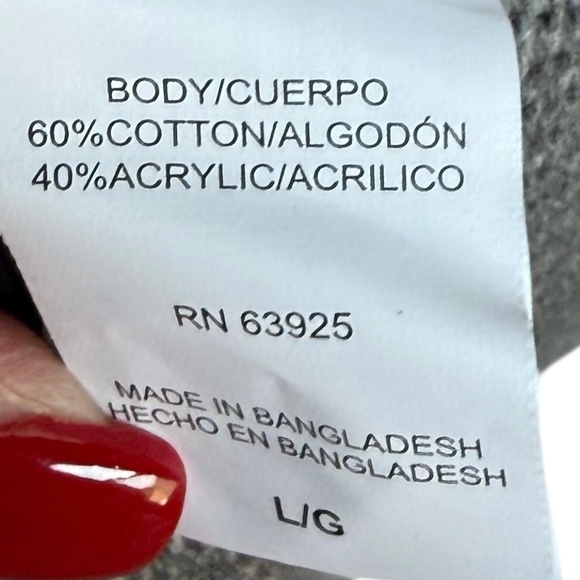 BODY/CUERPO
60%COTTON/ALGODÓN
40%ACRYLIC/ACRILICO
RN 63925
MADE IN BANGLADESH
HECHO EN BANGLADESH
L/G